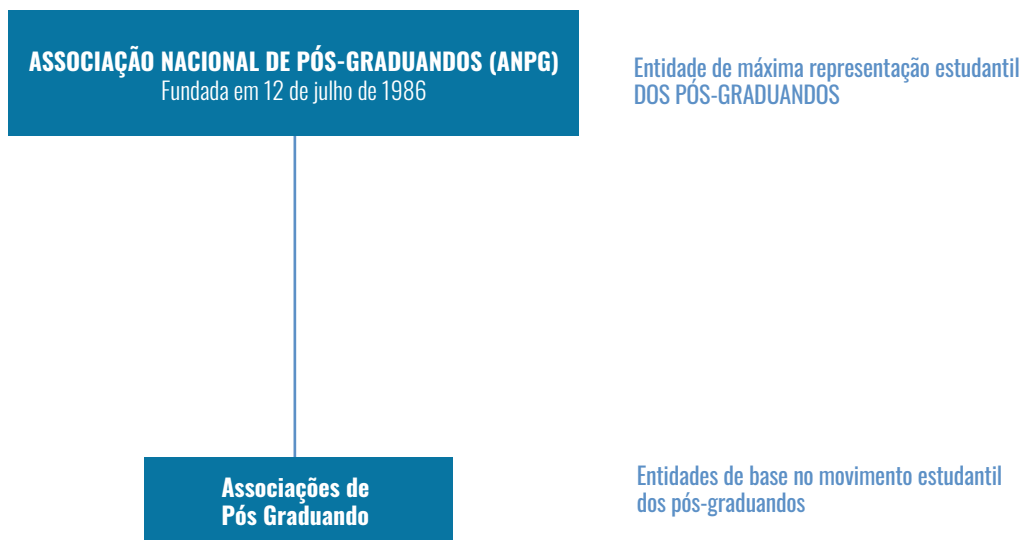 ASSOCIAÇÃO NACIONAL DE PÓS-GRADUANDOS (ANPG)
Fundada em 12 de julho de 1986
Entidade de máxima representação estudantil
DOS PÓS-GRADUANDOS
Associações de
Pós Graduando
Entidades de base no movimento estudantil
dos pós-graduandos